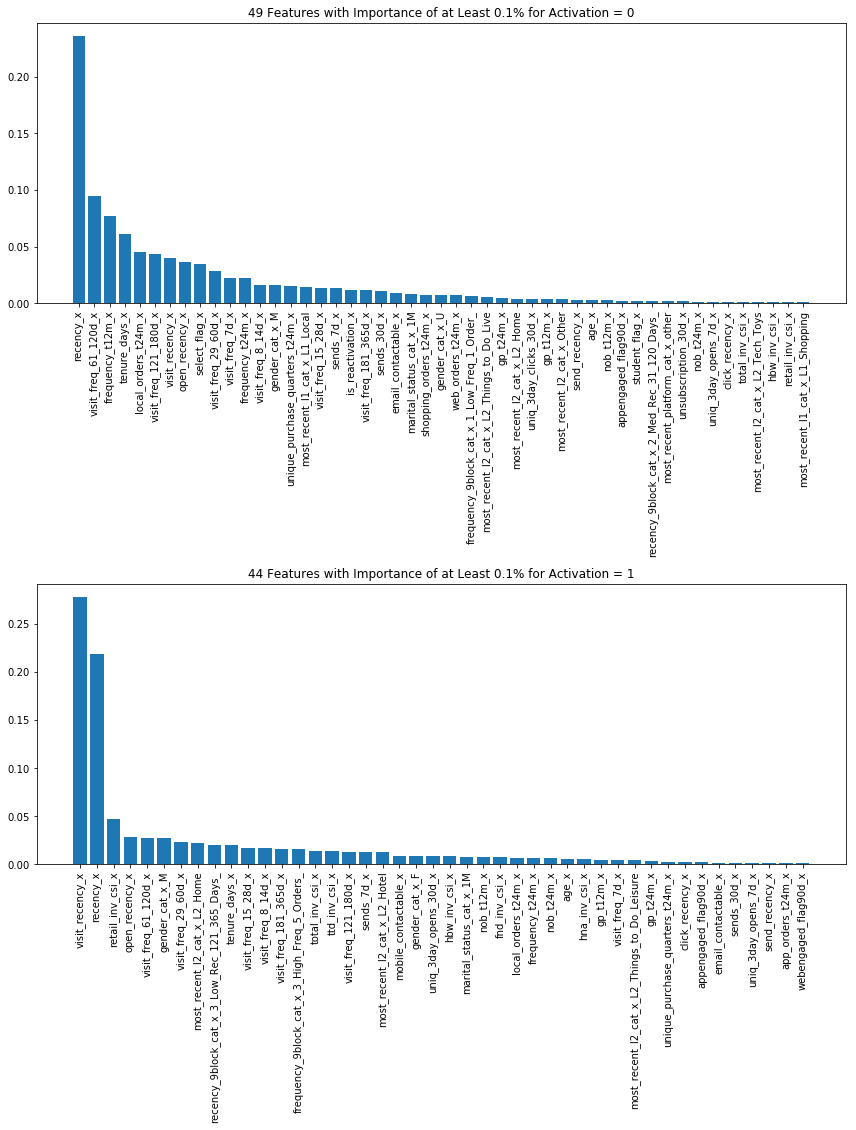 49 Features with Importance of at Least 0.1% for Activation = 0
0.20
0.15
0.10
0.05
0.00
recency_x
visit_freq_61_120d_x
frequency_t12m_x
tenure_days_x
local_orders_t24m_x
visit_freq_121_180d_x
visit_recency_x
open_recency_x
select_flag_x
visit_freq_29_60d_x
visit_freq_7d_x
frequency_t24m_x
visit_freq_8_14d_x
gender_cat_x_M
unique_purchase_quarters_t24m_x
most_recent_l1_cat_x_L1_Local
visit_freq_15_28d_x
sends_7d_x
is_reactivation_x
visit_freq_181_365d_x
sends_30d_x
email_contactable_x
marital_status_cat_x_1M
shopping_orders_t24m_x
gender_cat_x_U
web_orders_t24m_x
frequency_9block_cat_x_1_Low_Freq_1_Order_
most_recent_l2_cat_x_L2_Things_to_Do_Live
gp_t24m_x
most_recent_l2_cat_x_L2_Home
uniq_3day_clicks_30d_x
gp_t12m_x
most_recent_l2_cat_x_Other
send_recency_x
age_x
nob_t12m_x
appengaged_flag90d_x
student_flag_x
recency_9block_cat_x_2_Med_Rec_31_120_Days_
most_recent_platform_cat_x_other
unsubscription_30d_x
nob_t24m_x
uniq_3day_opens_7d_x
click_recency_x
total_inv_csi_x
most_recent_l2_cat_x_L2_Tech_Toys
hbw_inv_csi_x
retail_inv_csi_x
most_recent_l1_cat_x_L1_Shopping
44 Features with Importance of at Least 0.1% for Activation = 1
0.25
0.20
0.15
0.10
0.05
0.00
visit_recency_x
recency_x
retail_inv_csi_x
open_recency_x
visit_freq_61_120d_x
gender_cat_x_M
visit_freq_29_60d_x
most_recent_l2_cat_x_L2_Home
recency_9block_cat_x_3_Low_Rec_121_365_Days_
tenure_days_x
visit_freq_15_28d_x
visit_freq_8_14d_x
visit_freq_181_365d_x
frequency_9block_cat_x_3_High_Freq_5_Orders_
total_inv_csi_x
ttd_inv_csi_x
visit_freq_121_180d_x
sends_7d_x
most_recent_l2_cat_x_L2_Hotel
mobile_contactable_x
gender_cat_x_F
uniq_3day_opens_30d_x
hbw_inv_csi_x
marital_status_cat_x_1M
nob_t12m_x
fnd_inv_csi_x
local_orders_t24m_x
frequency_t24m_x
nob_t24m_x
age_x
hna_inv_csi_x
gp_t12m_x
visit_freq_7d_x
most_recent_l2_cat_x_L2_Things_to_Do_Leisure
gp_t24m_x
unique_purchase_quarters_t24m_x
click_recency_x
appengaged_flag90d_x
email_contactable_x
sends_30d_x
uniq_3day_opens_7d_x
send_recency_x
app_orders_t24m_x
webengaged_flag90d_x